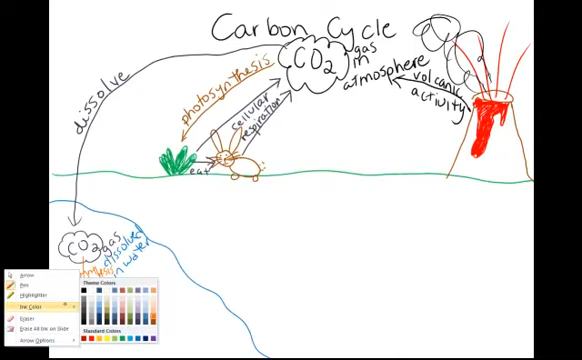 Carbon Cycle
CO2
gas
in
atmosphere
dissolve
photosynthesis
cellular
respiration
volcanic
activity
eat
CO2
gas
dissolved
in water
Arrow
Pen
Highlighter
Ink Color
Eraser
Erase All Ink on Slide
Arrow Options
Theme Colors
Standard Colors